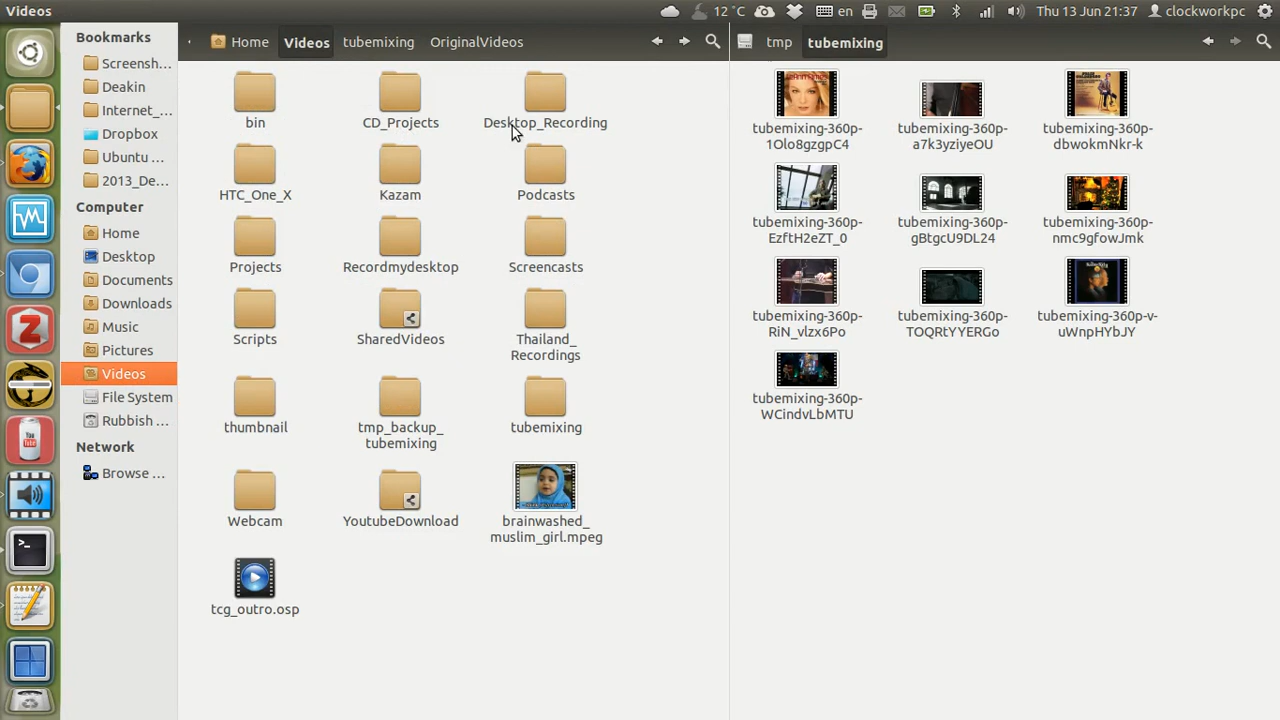 Videos
12 °C
en
Thu 13 Jun 21:37
clockworkpc
Bookmarks
Screensh...
Deakin
Internet_...
Dropbox
Ubuntu ...
2013_De...
Computer
Home
Desktop
Documents
Downloads
Music
Pictures
Videos
File System
Rubbish ...
Network
Browse ...
Home
Videos
tubemixing
OriginalVideos
bin
CD_Projects
Desktop_Recording
HTC_One_X
Kazam
Podcasts
Projects
Recordmydesktop
Screencasts
Scripts
SharedVideos
Thailand_
Recordings
thumbnail
tmp_backup_
tubemixing
tubemixing
Webcam
YoutubeDownload
brainwashed_
muslim_girl.mpeg
tcg_outro.osp
tmp
tubemixing
tubemixing-360p-
1Olo8gzgpC4
tubemixing-360p-
a7k3yziyeOU
tubemixing-360p-
dbwokmNkr-k
tubemixing-360p-
EzftH2eZT_0
tubemixing-360p-
gBtgcU9DL24
tubemixing-360p-
nmc9gfowJmk
tubemixing-360p-
RiN_vlzx6Po
tubemixing-360p-
TOQRtYYERGo
tubemixing-360p-v-
uWnpHYbJY
tubemixing-360p-
WCindvLbMTU